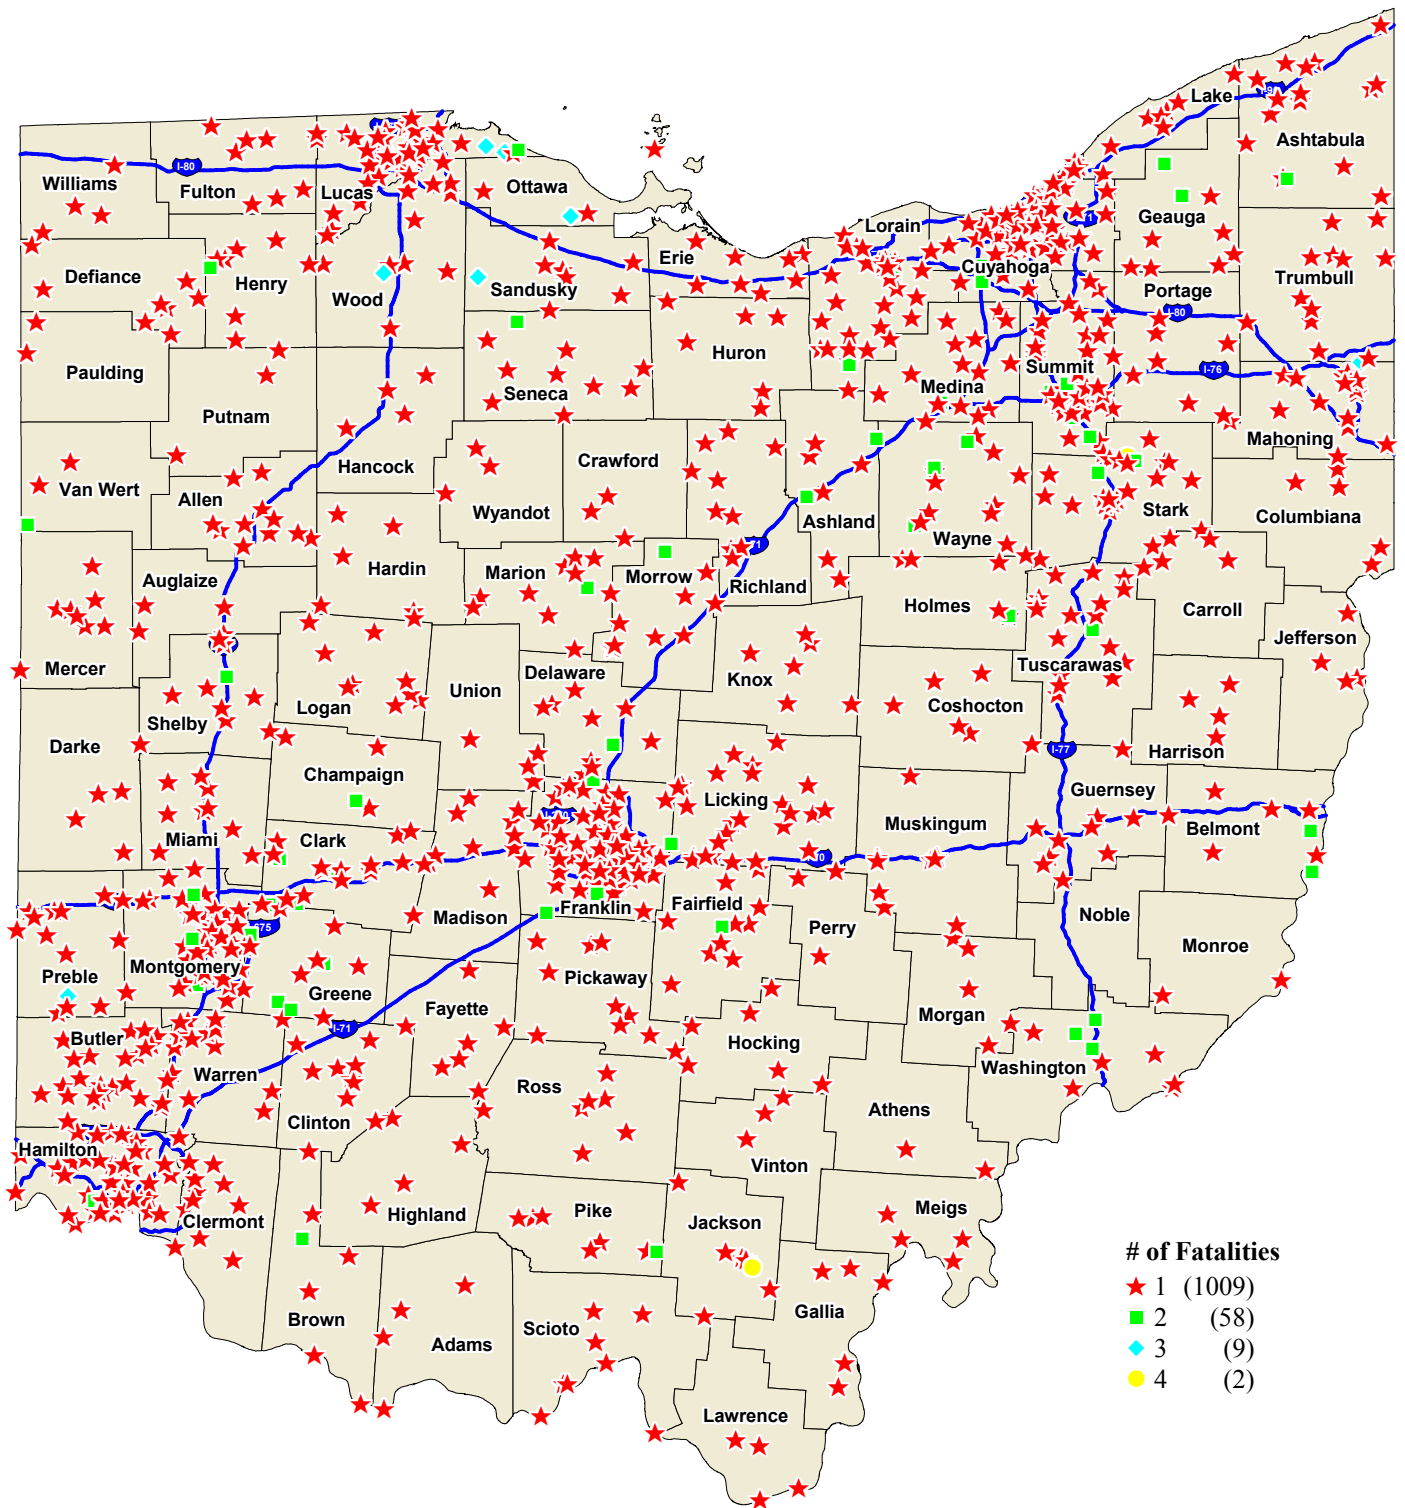 Lake
I-9
Ashtabula
I-80
Williams
Fulton
Lucas
Ottawa
Geauga
Lorain
Erie
Cuyahoga
Defiance
Henry
Wood
Sandusky
Trumbull
Portage
I-80
Huron
Paulding
Seneca
Medina
Summit
I-76
Putnam
Mahoning
Hancock
Crawford
Van Wert
Allen
Wyandot
Ashland
Stark
Columbiana
Wayne
71
Auglaize
Hardin
Marion
Morrow
Richland
Holmes
Carroll
Jefferson
Mercer
Tuscarawas
Delaware
Knox
Union
Logan
Coshocton
Shelby
Darke
I-77
Harrison
Champaign
Guernsey
Licking
Muskingum
Belmont
Miami
Clark
70
Madison
Franklin
Fairfield
Perry
Noble
Monroe
675
Montgomery
Preble
Greene
Pickaway
Fayette
Morgan
I-71
Butler
Hocking
Washington
Warren
Ross
Athens
Clinton
Hamilton
Vinton
Clermont
Highland
Pike
Jackson
Meigs
# of Fatalities
1 (1009)
2 (58)
3 (9)
4 (2)
Gallia
Brown
Adams
Scioto
Lawrence